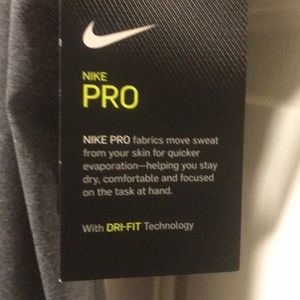 NIKE
PRO
NIKE PRO fabrics move sweat
from your skin for quicker
evaporation—helping you stay
dry, comfortable and focused
on the task at hand.
With DRI-FIT Technology